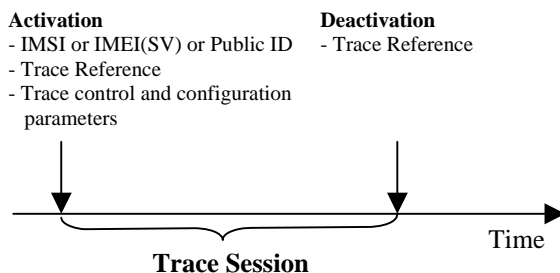 Activation
- IMSI or IMEI(SV) or Public ID
- Trace Reference
- Trace control and configuration
parameters
Deactivation
- Trace Reference
Time
Trace Session